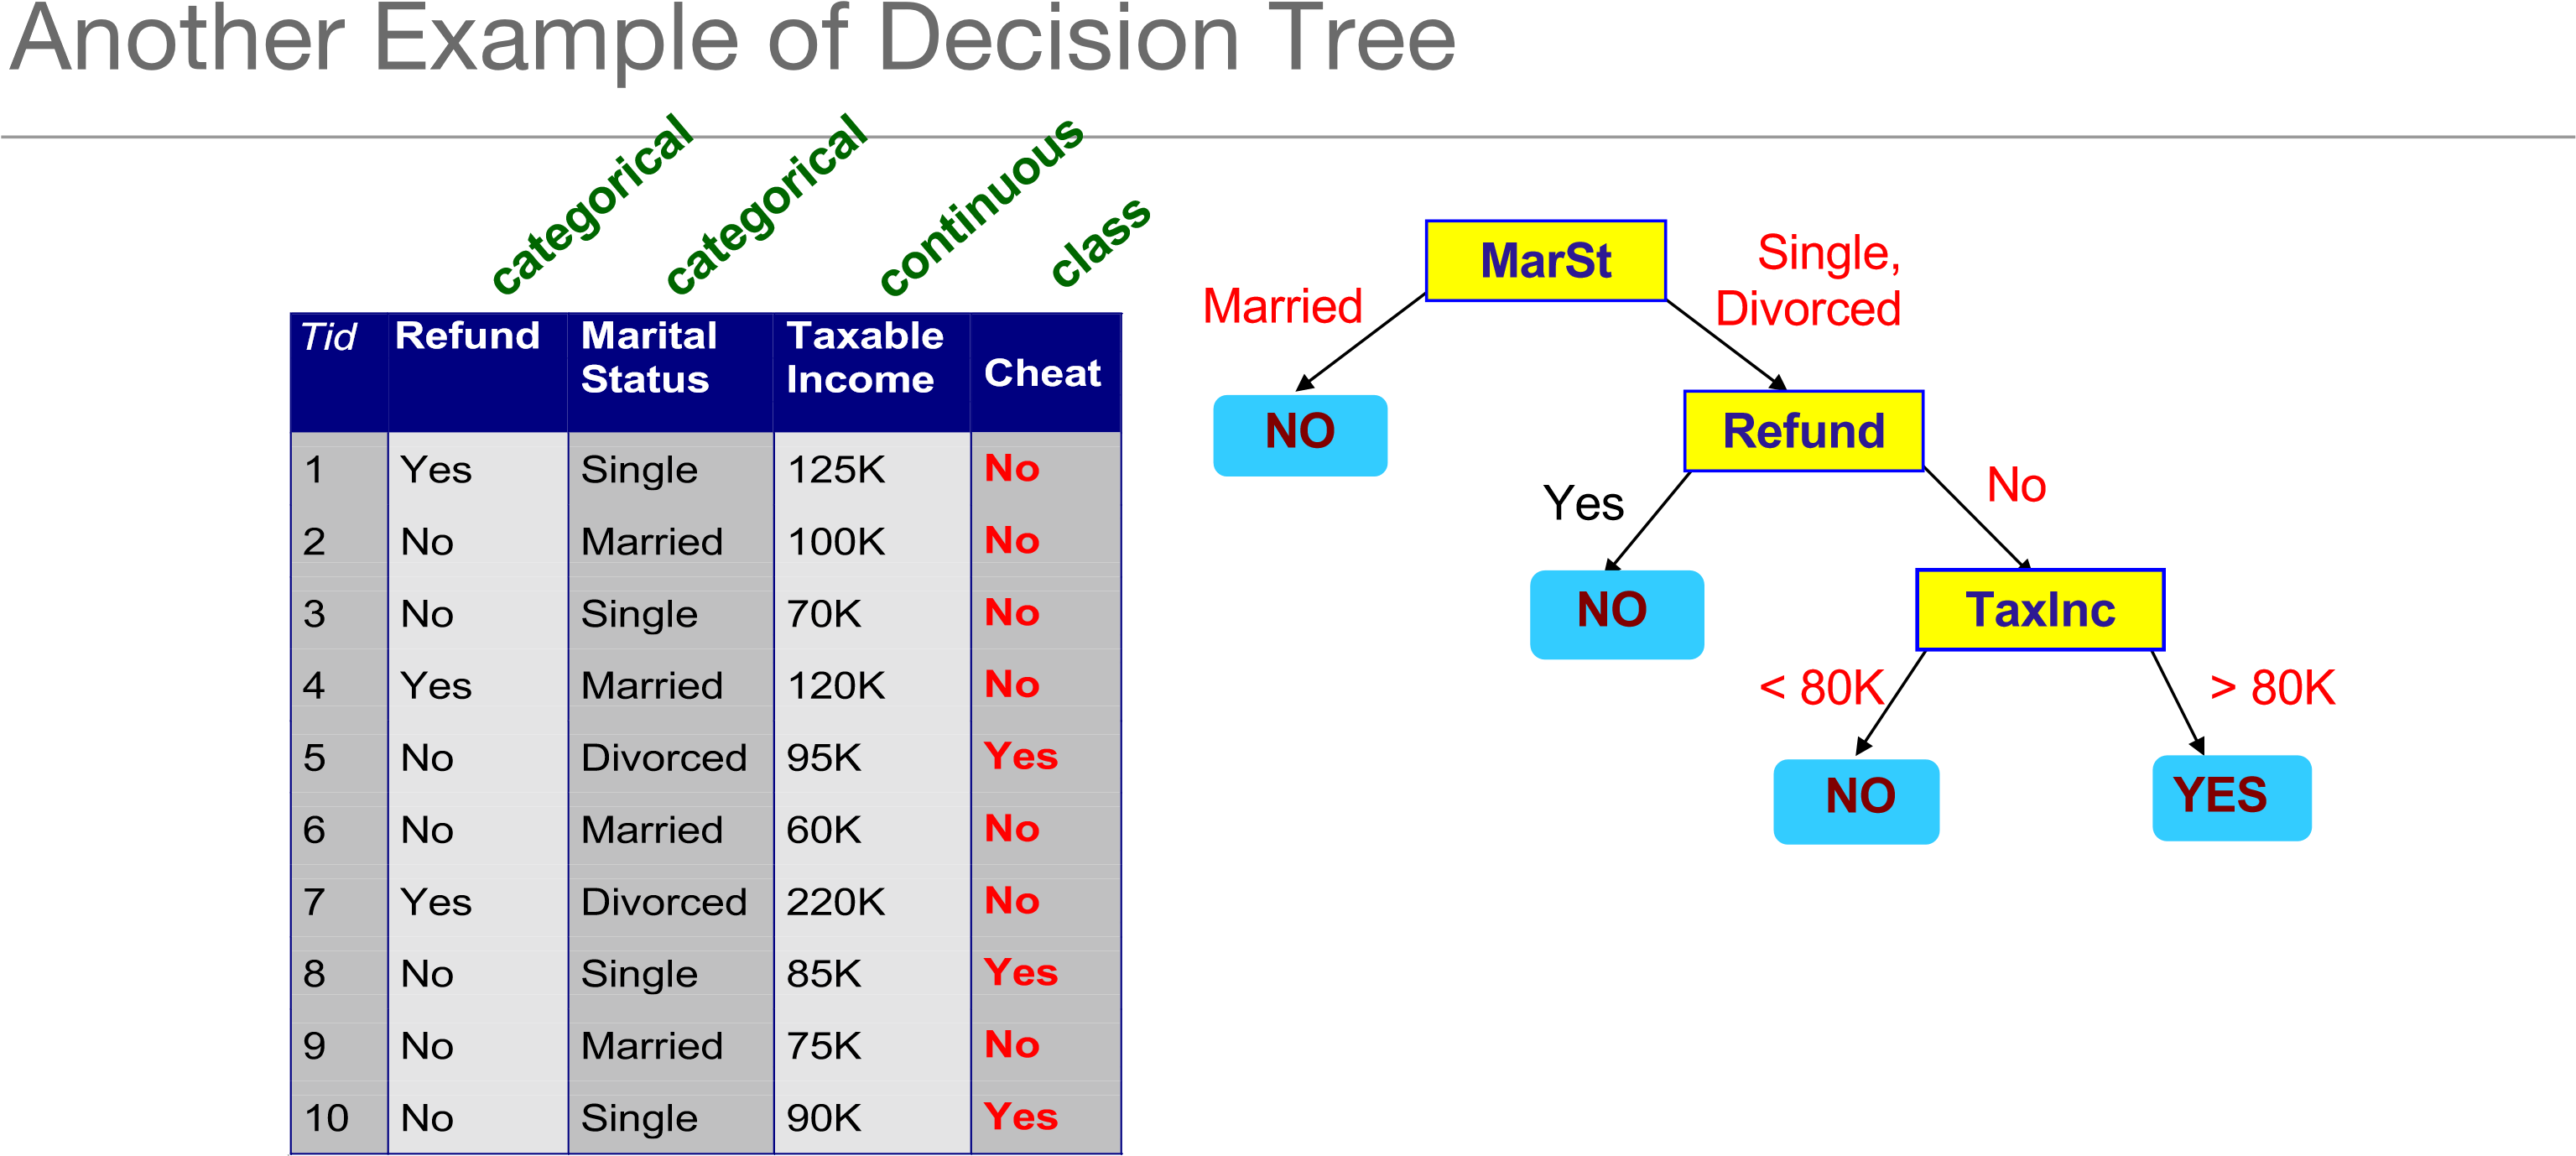 Another Example of Decision Tree
categorical
categorical
continuous
class
Tid Refund Marital Status Taxable Income Cheat
1 Yes Single 125K No
2 No Married 100K No
3 No Single 70K No
4 Yes Married 120K No
5 No Divorced 95K Yes
6 No Married 60K No
7 Yes Divorced 220K No
8 No Single 85K Yes
9 No Married 75K No
10 No Single 90K Yes
MarSt
Married
Single,
Divorced
NO
Refund
Yes
No
NO
TaxInc
< 80K
> 80K
NO
YES